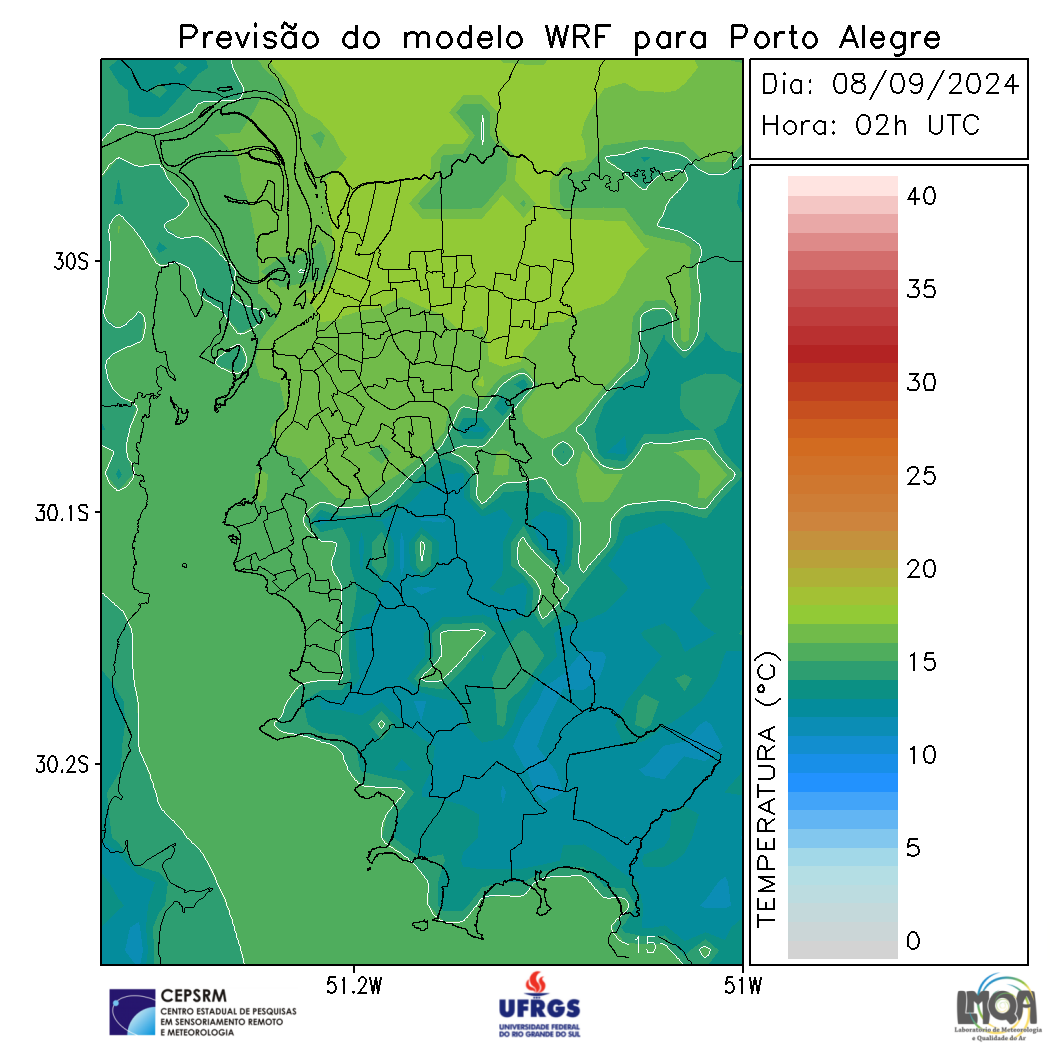 Previsão do modelo WRF para Porto Alegre
Dia: 08/09/2024
Hora: 02h UTC
30S
30.1S
30.2S
51.2W
51W
15
TEMPERATURA (°C)
40
35
30
25
20
15
10
5
0
CEPSRM
CENTRO ESTADUAL DE PESQUISAS
EM SENSORIAMENTO REMOTO
E METEOROLOGIA
UFRGS
UNIVERSIDADE FEDERAL
DO RIO GRANDE DO SUL
LMQA
Laboratório de Meteorologia
e Qualidade do Ar